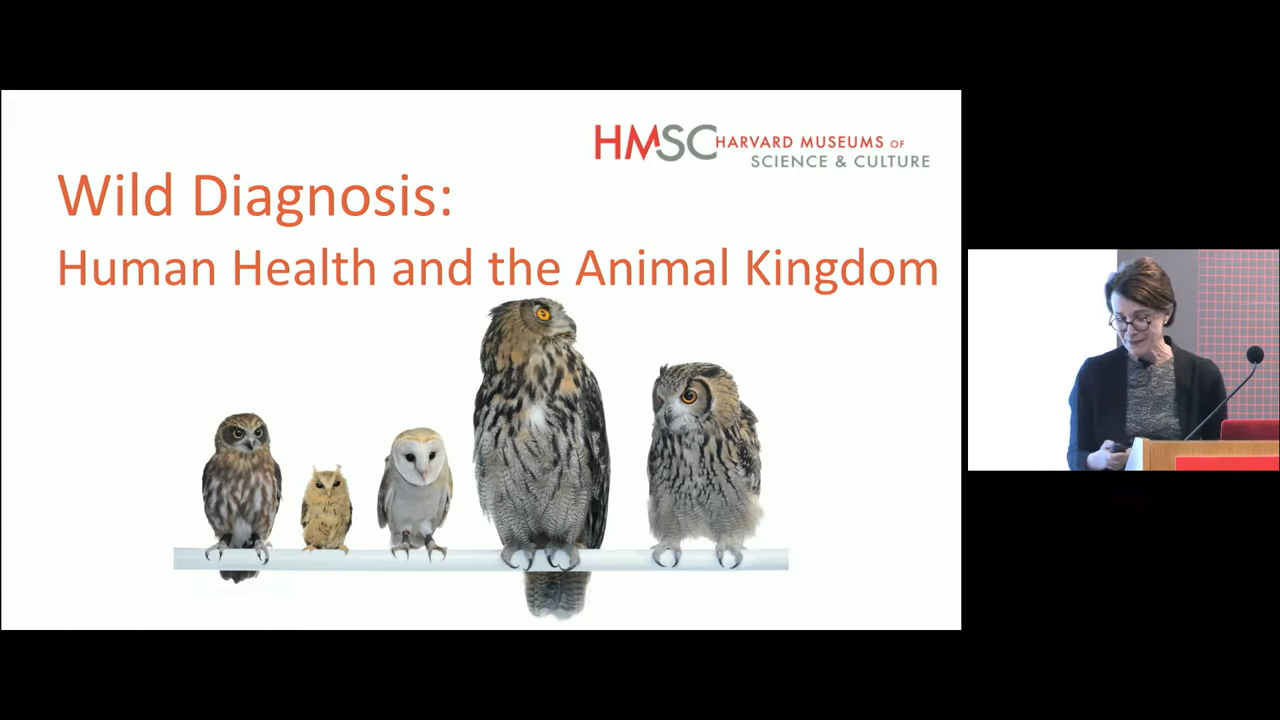 HMSC HARVARD MUSEUMS OF
SCIENCE & CULTURE
Wild Diagnosis:
Human Health and the Animal Kingdom